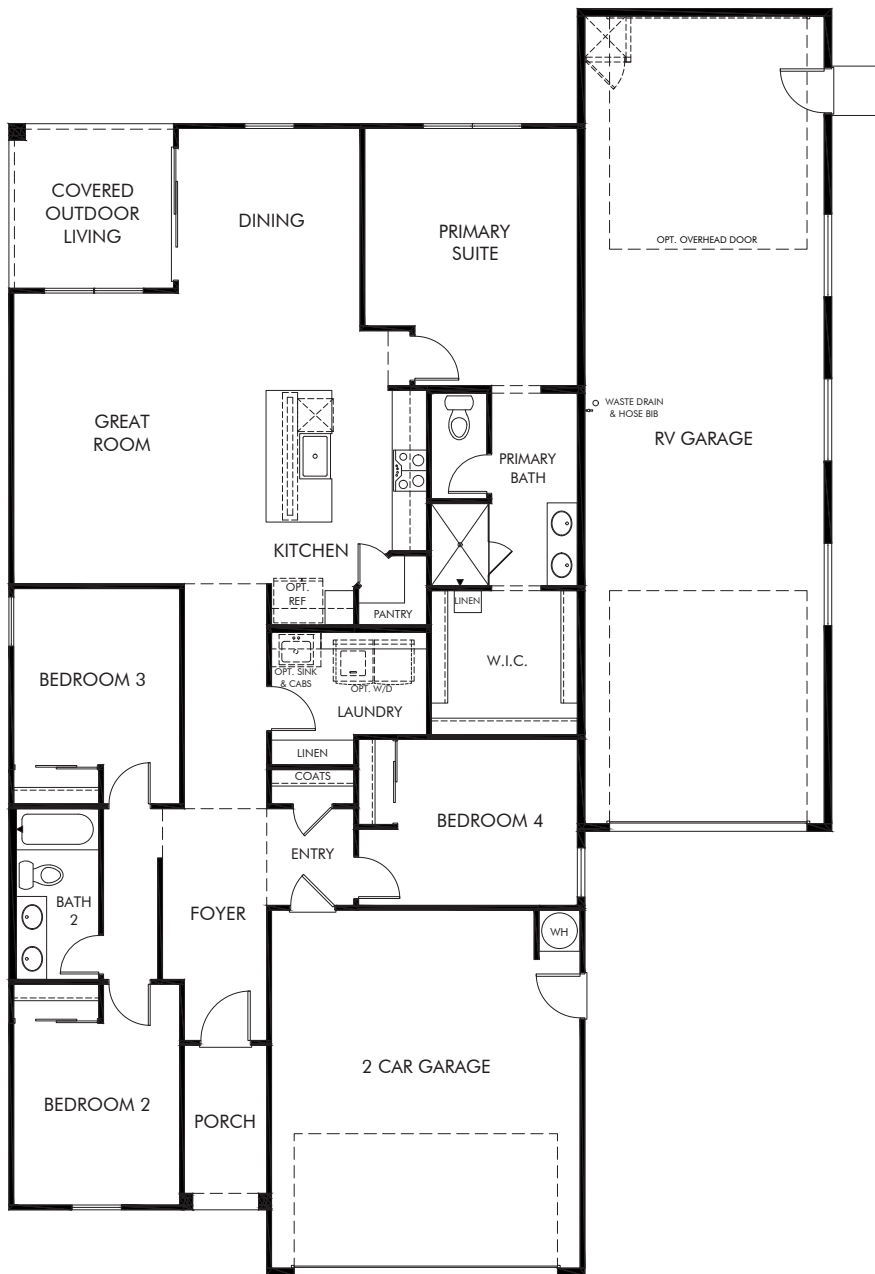 COVERED
OUTDOOR
LIVING
DINING
PRIMARY
SUITE
OPT. OVERHEAD DOOR
GREAT
ROOM
WASTE DRAIN
& HOSE BIB
RV GARAGE
PRIMARY
BATH
KITCHEN
OPT.
REF
PANTRY
LINEN
W.I.C.
BEDROOM 3
OPT. SINK
& CABS
OPT. W/D
LAUNDRY
LINEN
COATS
BEDROOM 4
ENTRY
BATH
2
FOYER
WH
2 CAR GARAGE
BEDROOM 2
PORCH